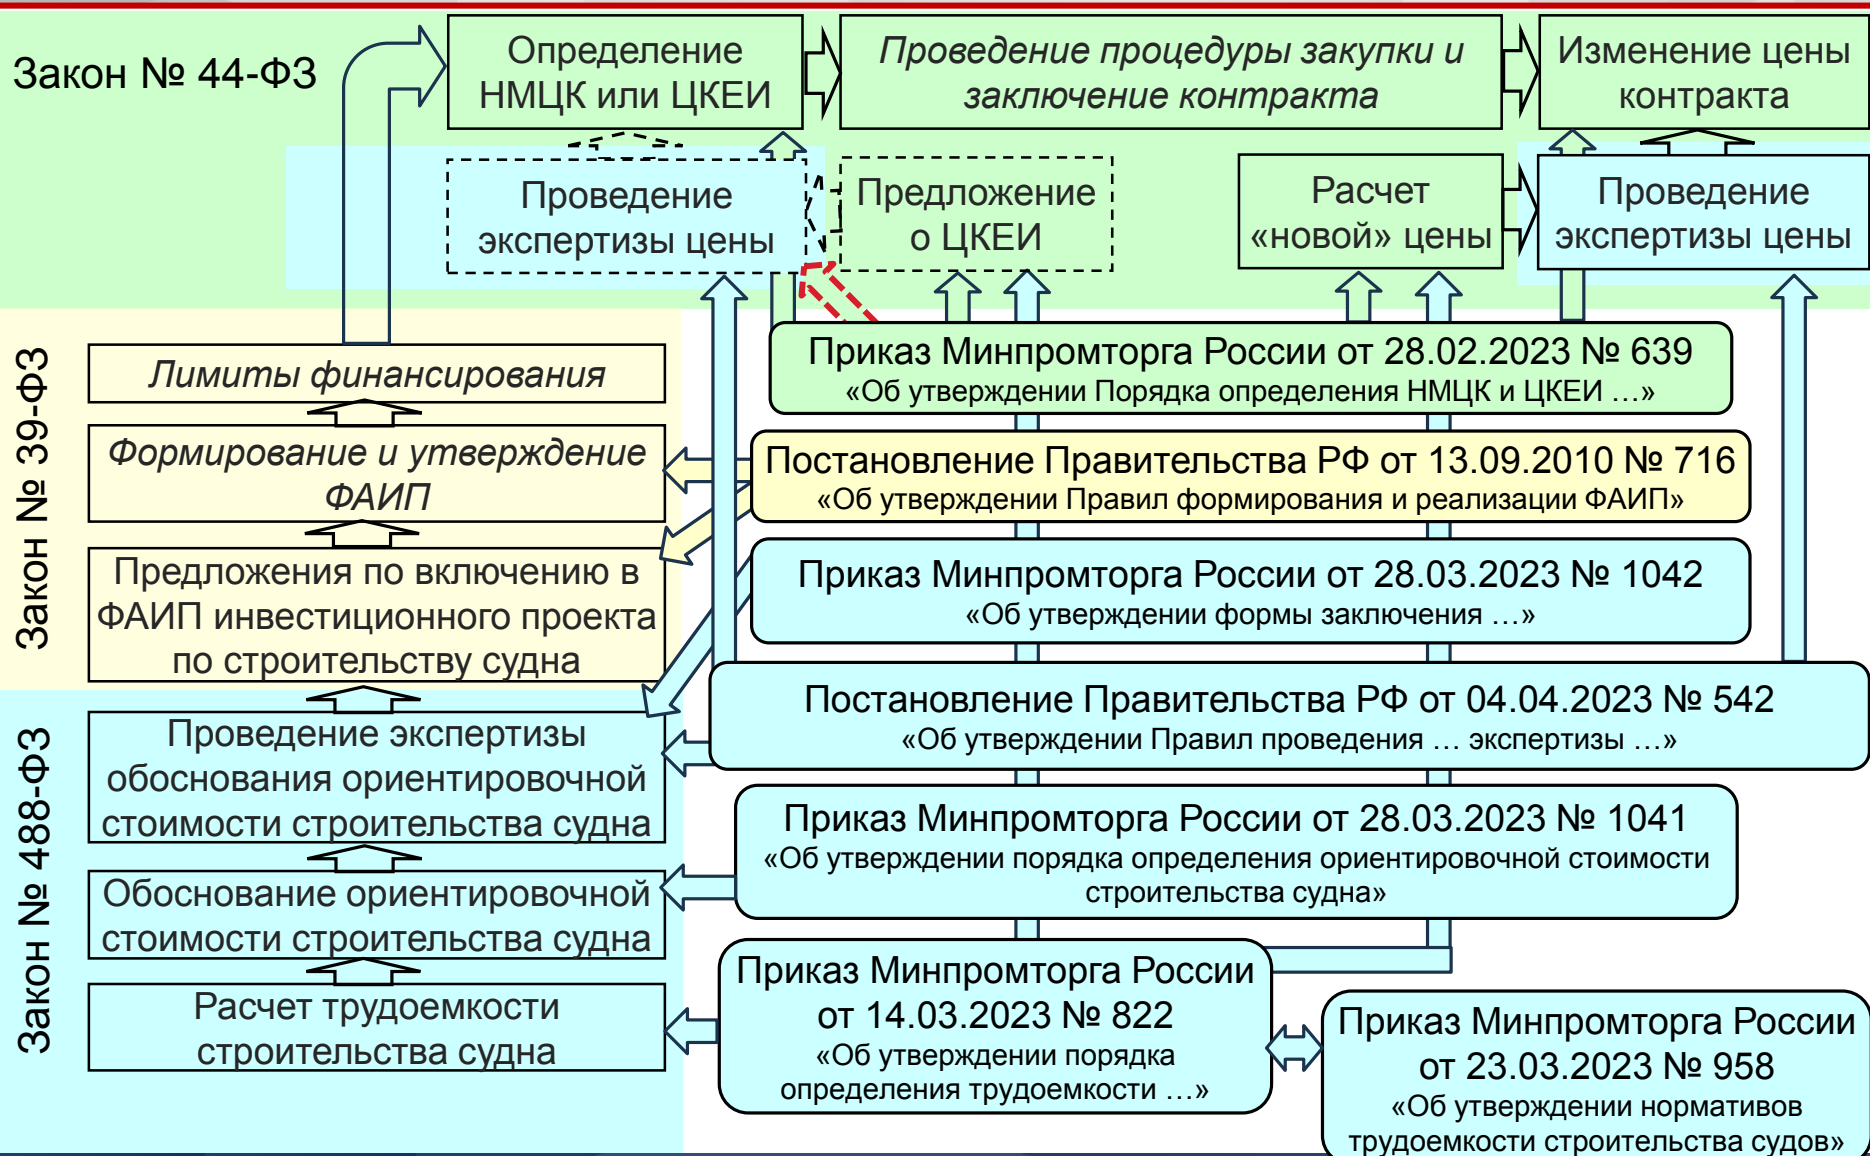 Закон № 44-ФЗ
Определение
НМЦК или ЦКЕИ
Проведение процедуры закупки и
заключение контракта
Изменение цены
контракта
Проведение
экспертизы цены
Предложение
о ЦКЕИ
Расчет
«новой» цены
Проведение
экспертизы цены
Закон № 39-ФЗ
Лимиты финансирования
Формирование и утверждение
ФАИП
Предложения по включению в
ФАИП инвестиционного проекта
по строительству судна
Закон № 488-ФЗ
Проведение экспертизы
обоснования ориентировочной
стоимости строительства судна
Обоснование ориентировочной
стоимости строительства судна
Расчет трудоемкости
строительства судна
Приказ Минпромторга России от 28.02.2023 № 639
«Об утверждении Порядка определения НМЦК и ЦКЕИ …»
Постановление Правительства РФ от 13.09.2010 № 716
«Об утверждении Правил формирования и реализации ФАИП»
Приказ Минпромторга России от 28.03.2023 № 1042
«Об утверждении формы заключения …»
Постановление Правительства РФ от 04.04.2023 № 542
«Об утверждении Правил проведения … экспертизы …»
Приказ Минпромторга России от 28.03.2023 № 1041
«Об утверждении порядка определения ориентировочной стоимости
строительства судна»
Приказ Минпромторга России
от 14.03.2023 № 822
«Об утверждении порядка
определения трудоемкости …»
Приказ Минпромторга России
от 23.03.2023 № 958
«Об утверждении нормативов
трудоемкости строительства судов»